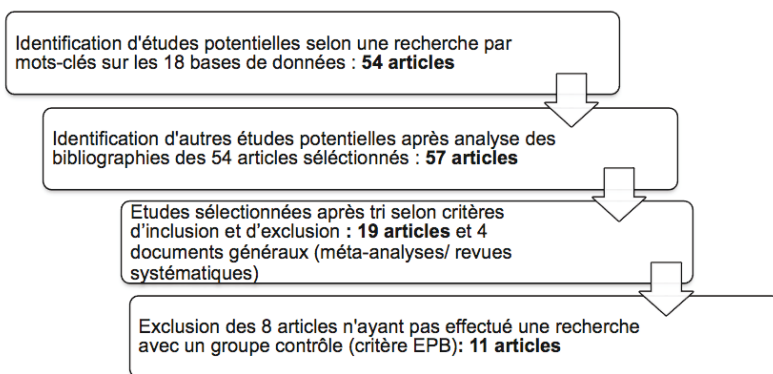 Identification d'études potentielles selon une recherche par
mots-clés sur les 18 bases de données : 54 articles
Identification d'autres études potentielles après analyse des
bibliographies des 54 articles séléctionnés : 57 articles
Etudes sélectionnées après tri selon critères
d'inclusion et d'exclusion : 19 articles et 4
documents généraux (méta-analyses/ revues
systématiques)
Exclusion des 8 articles n'ayant pas effectué une recherche
avec un groupe contrôle (critère EPB): 11 articles